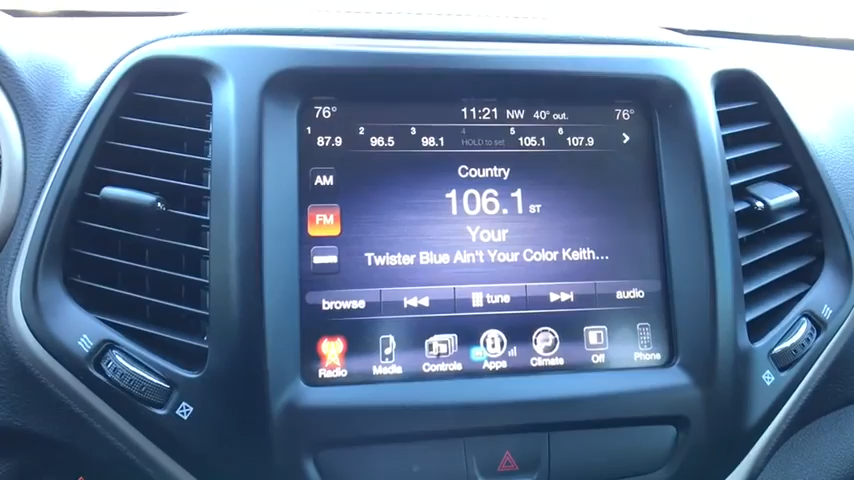 76° 11:21 NW 40° out. 76°
1 87.9 2 96.5 3 98.1 4 HOLD to set 5 105.1 6 107.9
Country
AM
106.1 ST
FM
Your
Twister Blue Ain't Your Color Keith...
browse tune audio
Radio Media Controls Apps Climate Off Phone